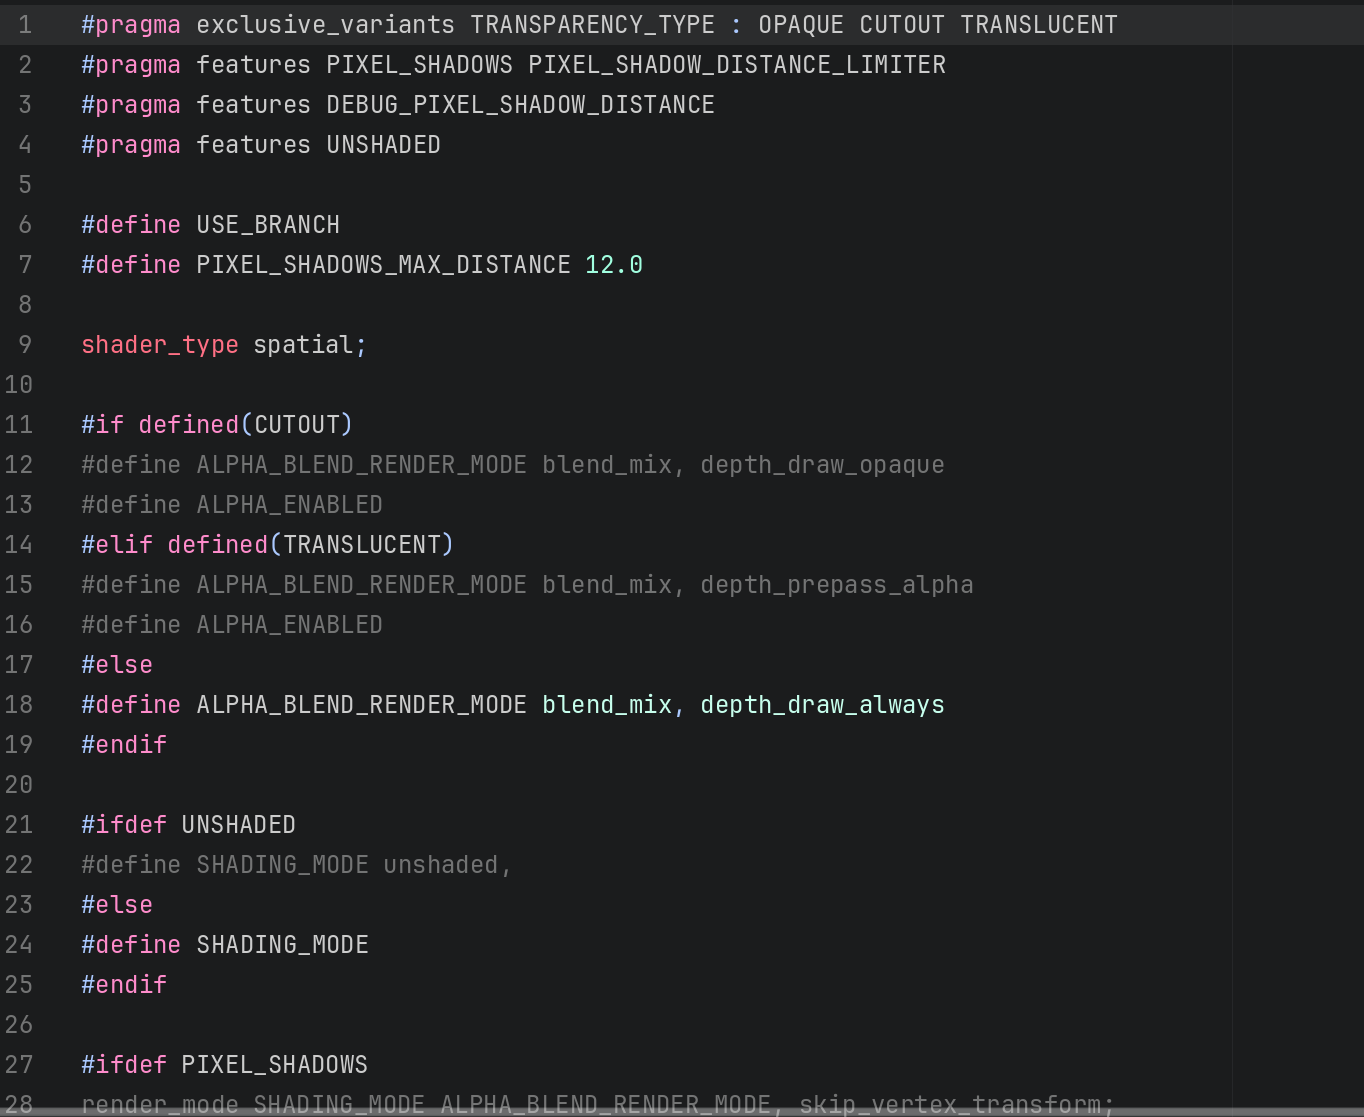 1 #pragma exclusive_variants TRANSPARENCY_TYPE : OPAQUE CUTOUT TRANSLUCENT
2 #pragma features PIXEL_SHADOWS PIXEL_SHADOW_DISTANCE_LIMITER
3 #pragma features DEBUG_PIXEL_SHADOW_DISTANCE
4 #pragma features UNSHADED
5
6 #define USE_BRANCH
7 #define PIXEL_SHADOWS_MAX_DISTANCE 12.0
8
9 shader_type spatial;
10
11 #if defined(CUTOUT)
12 #define ALPHA_BLEND_RENDER_MODE blend_mix, depth_draw_opaque
13 #define ALPHA_ENABLED
14 #elif defined(TRANSLUCENT)
15 #define ALPHA_BLEND_RENDER_MODE blend_mix, depth_prepass_alpha
16 #define ALPHA_ENABLED
17 #else
18 #define ALPHA_BLEND_RENDER_MODE blend_mix, depth_draw_always
19 #endif
20
21 #ifdef UNSHADED
22 #define SHADING_MODE unshaded,
23 #else
24 #define SHADING_MODE
25 #endif
26
27 #ifdef PIXEL_SHADOWS
28 render_mode SHADING_MODE ALPHA_BLEND_RENDER_MODE, skip_vertex_transform;